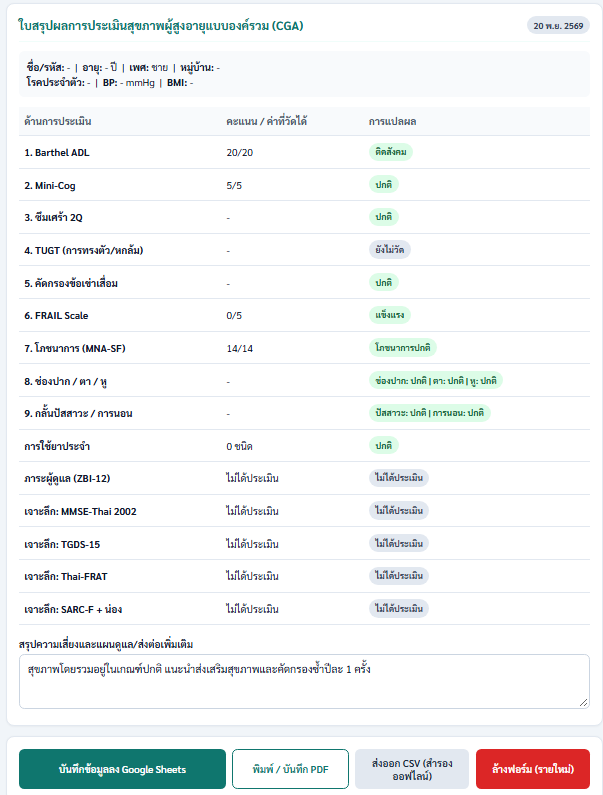 ใบสรุปผลการประเมินสุขภาพผู้สูงอายุแบบองค์รวม (CGA) 20 พ.ย. 2569
ชื่อ/รหัส: - | อายุ: - ปี | เพศ: ชาย | หมู่บ้าน: -
โรคประจำตัว: - | BP: - mmHg | BMI: -
ด้านการประเมิน คะแนน / ค่าที่วัดได้ การแปลผล
1. Barthel ADL 20/20 ติดสังคม
2. Mini-Cog 5/5 ปกติ
3. ซึมเศร้า 2Q - ปกติ
4. TUGT (การทรงตัว/หกล้ม) - ยังไม่วัด
5. คัดกรองข้อเข่าเสื่อม - ปกติ
6. FRAIL Scale 0/5 แข็งแรง
7. โภชนาการ (MNA-SF) 14/14 โภชนาการปกติ
8. ช่องปาก / ตา / หู - ช่องปาก: ปกติ | ตา: ปกติ | หู: ปกติ
9. กลั้นปัสสาวะ / การนอน - ปัสสาวะ: ปกติ | การนอน: ปกติ
การใช้ยาประจำ 0 ชนิด ปกติ
ภาระผู้ดูแล (ZBI-12) ไม่ได้ประเมิน ไม่ได้ประเมิน
เจาะลึก: MMSE-Thai 2002 ไม่ได้ประเมิน ไม่ได้ประเมิน
เจาะลึก: TGDS-15 ไม่ได้ประเมิน ไม่ได้ประเมิน
เจาะลึก: Thai-FRAT ไม่ได้ประเมิน ไม่ได้ประเมิน
เจาะลึก: SARC-F + น่อง ไม่ได้ประเมิน ไม่ได้ประเมิน
สรุปความเสี่ยงและแผนดูแล/ส่งต่อเพิ่มเติม
สุขภาพโดยรวมอยู่ในเกณฑ์ปกติ แนะนำส่งเสริมสุขภาพและคัดกรองซ้ำปีละ 1 ครั้ง
บันทึกข้อมูลลง Google Sheets
พิมพ์ / บันทึก PDF
ส่งออก CSV (สำรอง
ออฟไลน์)
ล้างฟอร์ม (รายใหม่)